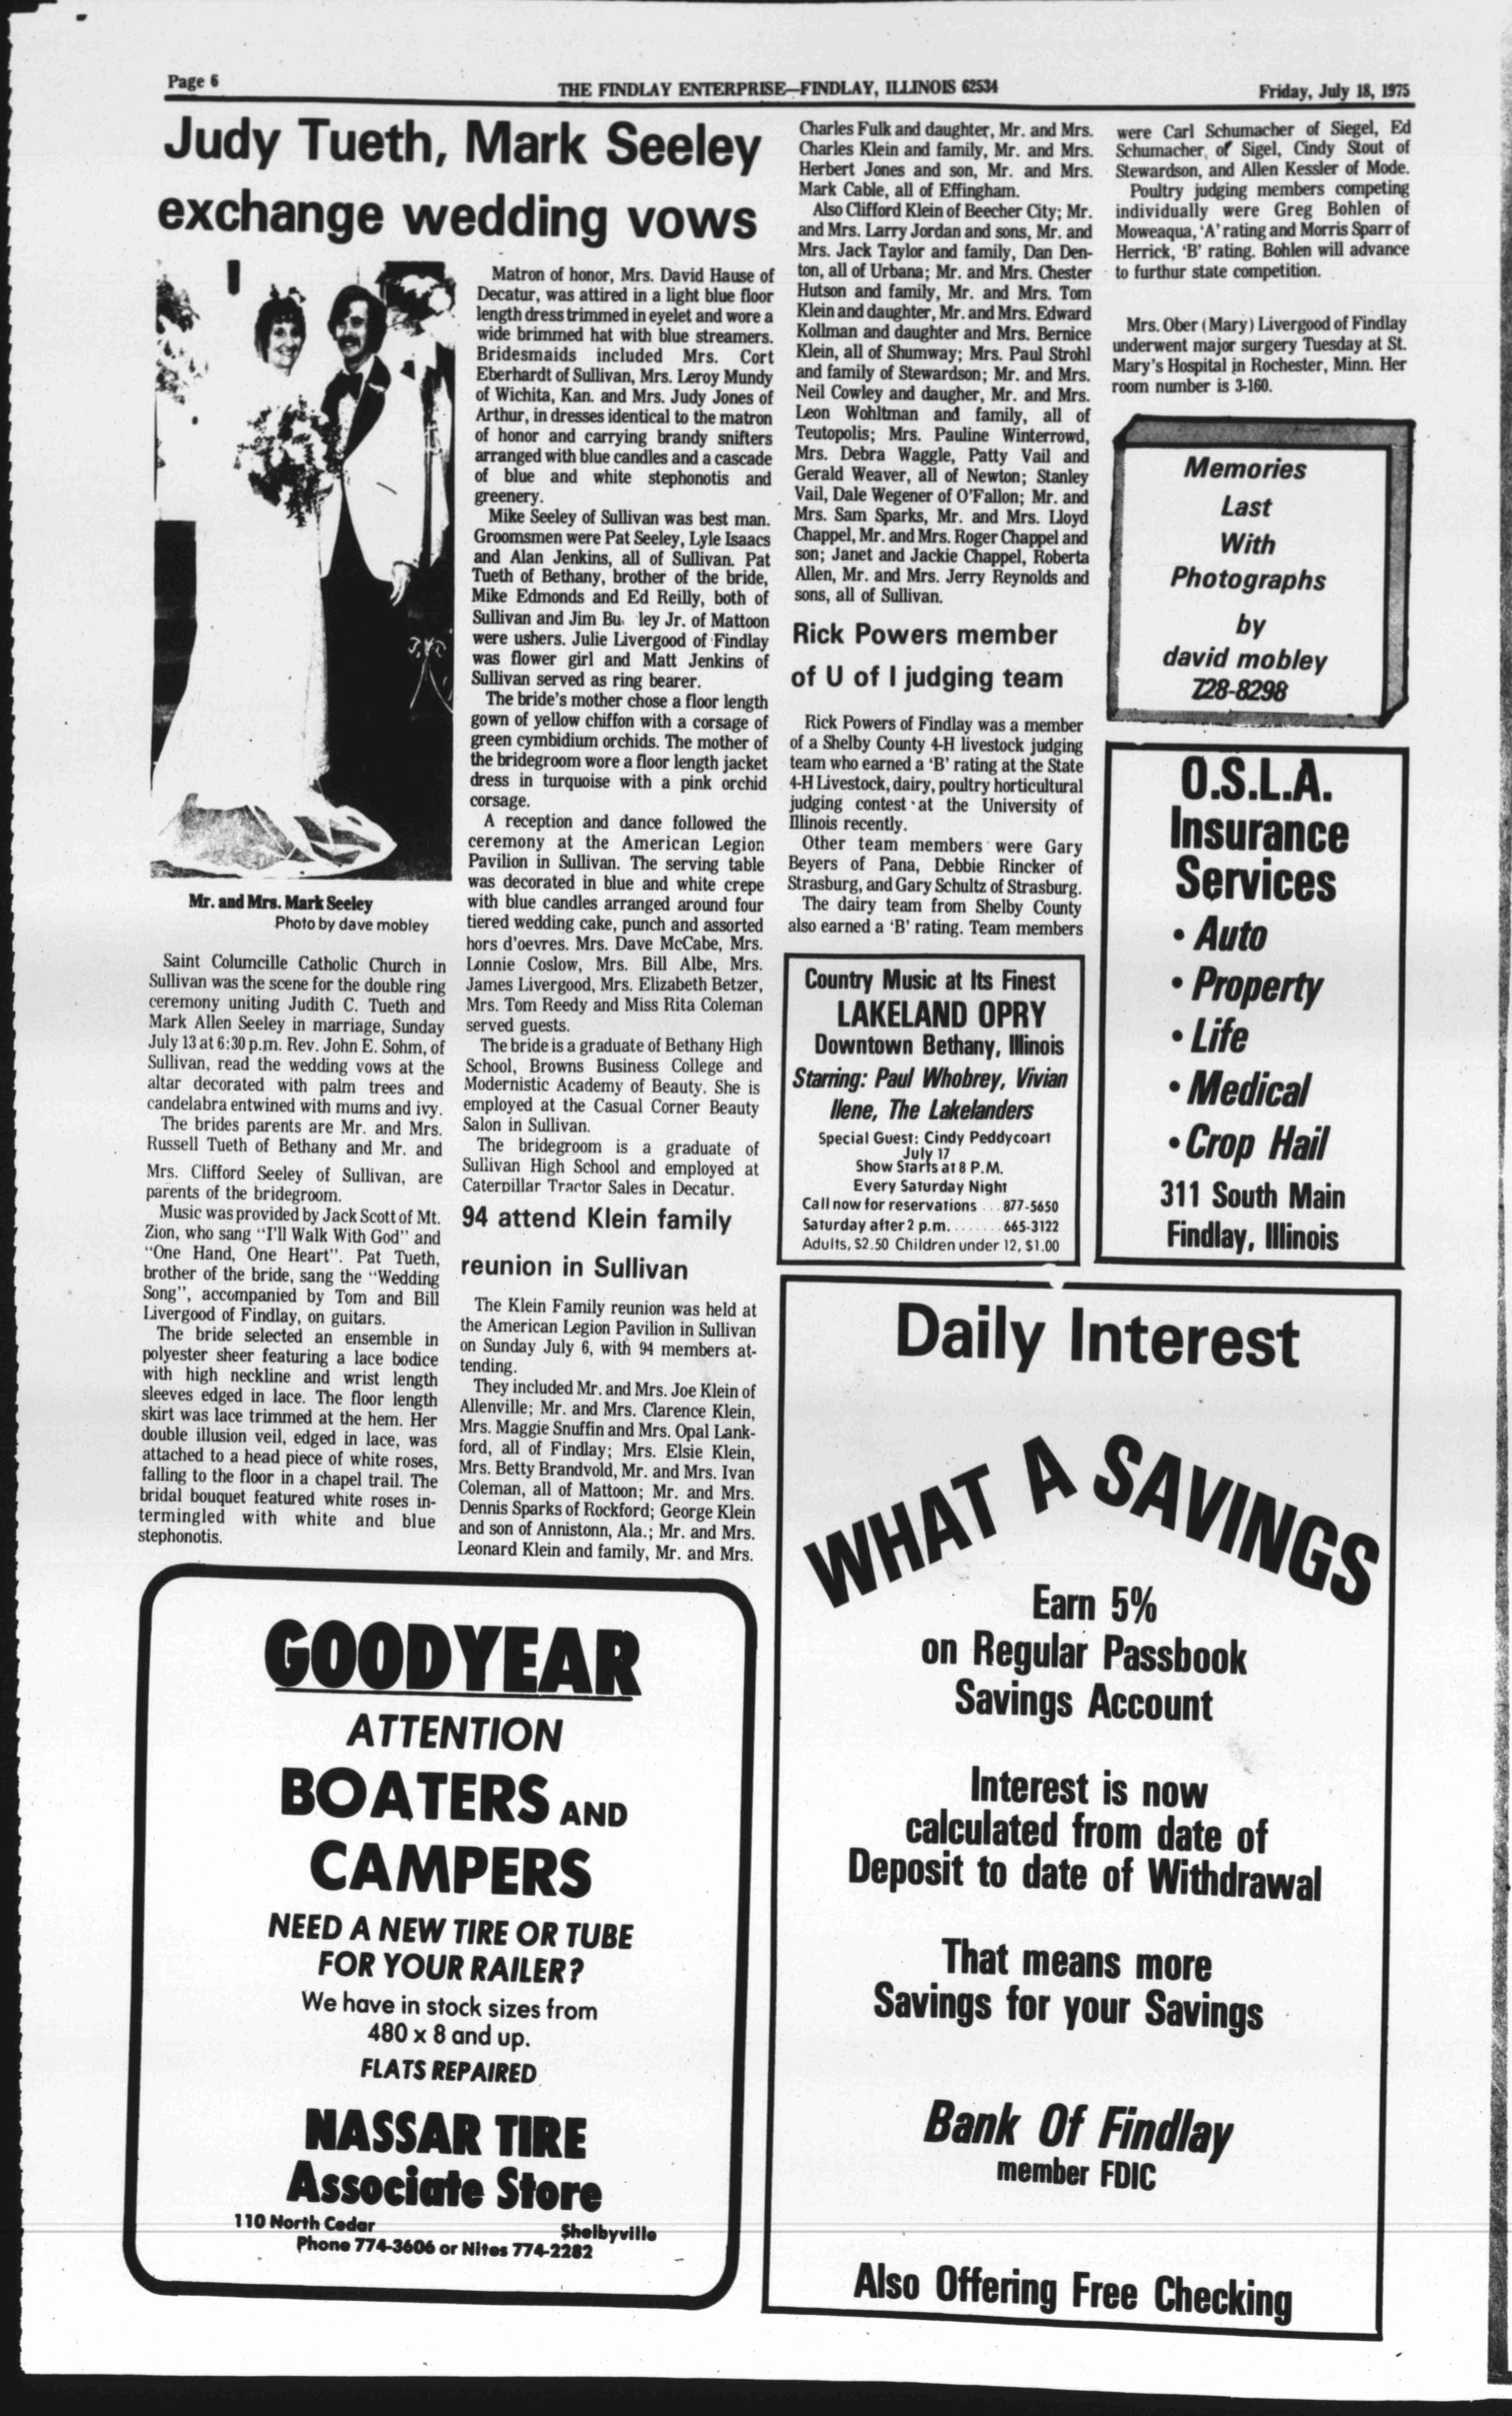 Page 6
THE FINDLAY ENTERPRISE—FINDLAY, ILLINOIS 62534
Friday, July 18, 1975
Judy Tueth, Mark Seeley
exchange wedding vows
Mr. and Mrs. Mark Seeley
Photo by dave mobley
Saint Columcille Catholic Church in
Sullivan was the scene for the double ring
ceremony uniting Judith C. Tueth and
Mark Allen Seeley in marriage, Sunday
July 13 at 6:30 p.m. Rev. John E. Sohm, of
Sullivan, read the wedding vows at the
altar decorated with palm trees and
candelabra entwined with mums and ivy.
The brides parents are Mr. and Mrs.
Russell Tueth of Bethany and Mr. and
Mrs. Clifford Seeley of Sullivan, are
parents of the bridegroom.
Music was provided by Jack Scott of Mt.
Zion, who sang "I'll Walk With God" and
"One Hand, One Heart". Pat Tueth,
brother of the bride, sang the "Wedding
Song", accompanied by Tom and Bill
Livergood of Findlay, on guitars.
The bride selected an ensemble in
polyester sheer featuring a lace bodice
with high neckline and wrist length
sleeves edged in lace. The floor length
skirt was lace trimmed at the hem. Her
double illusion veil, edged in lace, was
attached to a head piece of white roses,
falling to the floor in a chapel trail. The
bridal bouquet featured white roses in-
termingled with white and blue
stephonotis.
Matron of honor, Mrs. David Hause of
Decatur, was attired in a light blue floor
length dress trimmed in eyelet and wore a
wide brimmed hat with blue streamers.
Bridesmaids included Mrs. Cort
Eberhardt of Sullivan, Mrs. Leroy Mundy
of Wichita, Kan. and Mrs. Judy Jones of
Arthur, in dresses identical to the matron
of honor and carrying brandy snifters
arranged with blue candles and a cascade
of blue and white stephonotis and
greenery.
Mike Seeley of Sullivan was best man.
Groomsmen were Pat Seeley, Lyle Isaacs
and Alan Jenkins, all of Sullivan. Pat
Tueth of Bethany, brother of the bride,
Mike Edmonds and Ed Reilly, both of
Sullivan and Jim Bu ley Jr. of Mattoon
were ushers. Julie Livergood of Findlay
was flower girl and Matt Jenkins of
Sullivan served as ring bearer.
The bride's mother chose a floor length
gown of yellow chiffon with a corsage of
green cymbidium orchids. The mother of
the bridegroom wore a floor length jacket
dress in turquoise with a pink orchid
corsage.
A reception and dance followed the
ceremony at the American Legion
Pavilion in Sullivan. The serving table
was decorated in blue and white crepe
with blue candles arranged around four
tiered wedding cake, punch and assorted
hors d'oevres. Mrs. Dave McCabe, Mrs.
Lonnie Coslow, Mrs. Bill Albe, Mrs.
James Livergood, Mrs. Elizabeth Betzer,
Mrs. Tom Reedy and Miss Rita Coleman
served guests.
The bride is a graduate of Bethany High
School, Browns Business College and
Modernistic Academy of Beauty. She is
employed at the Casual Corner Beauty
Salon in Sullivan.
The bridegroom is a graduate of
Sullivan High School and employed at
Caterpillar Tractor Sales in Decatur.
94 attend Klein family
reunion in Sullivan
The Klein Family reunion was held at
the American Legion Pavilion in Sullivan
on Sunday July 6, with 94 members at-
tending.
They included Mr. and Mrs. Joe Klein of
Allenville; Mr. and Mrs. Clarence Klein,
Mrs. Maggie Snuffin and Mrs. Opal Lank-
ford, all of Findlay; Mrs. Elsie Klein,
Mrs. Betty Brandvold, Mr. and Mrs. Ivan
Coleman, all of Mattoon; Mr. and Mrs.
Dennis Sparks of Rockford; George Klein
and son of Annistonn, Ala.; Mr. and Mrs.
Leonard Klein and family, Mr. and Mrs.
Charles Fulk and daughter, Mr. and Mrs.
Charles Klein and family, Mr. and Mrs.
Herbert Jones and son, Mr. and Mrs.
Mark Cable, all of Effingham.
Also Clifford Klein of Beecher City; Mr.
and Mrs. Larry Jordan and sons, Mr. and
Mrs. Jack Taylor and family, Dan Den-
ton, all of Urbana; Mr. and Mrs. Chester
Hutson and family, Mr. and Mrs. Tom
Klein and daughter, Mr. and Mrs. Edward
Kollman and daughter and Mrs. Bernice
Klein, all of Shumway; Mrs. Paul Strohl
and family of Stewardson; Mr. and Mrs.
Neil Cowley and daugher, Mr. and Mrs.
Leon Wohltman and family, all of
Teutopolis; Mrs. Pauline Winterrowd,
Mrs. Debra Waggle, Patty Vail and
Gerald Weaver, all of Newton; Stanley
Vail, Dale Wegener of O'Fallon; Mr. and
Mrs. Sam Sparks, Mr. and Mrs. Lloyd
Chappel, Mr. and Mrs. Roger Chappel and
son; Janet and Jackie Chappel, Roberta
Allen, Mr. and Mrs. Jerry Reynolds and
sons, all of Sullivan.
Rick Powers member
of U of I judging team
Rick Powers of Findlay was a member
of a Shelby County 4-H livestock judging
team who earned a 'B' rating at the State
4-H Livestock, dairy, poultry horticultural
judging contest at the University of
Illinois recently.
Other team members were Gary
Beyers of Pana, Debbie Rincker of
Strasburg, and Gary Schultz of Strasburg.
The dairy team from Shelby County
also earned a 'B' rating. Team members
were Carl Schumacher of Siegel, Ed
Schumacher, of Sigel, Cindy Stout of
Stewardson, and Allen Kessler of Mode.
Poultry judging members competing
individually were Greg Bohlen of
Moweaqua, 'A' rating and Morris Sparr of
Herrick, 'B' rating. Bohlen will advance
to furthur state competition.
Mrs. Ober (Mary) Livergood of Findlay
underwent major surgery Tuesday at St.
Mary's Hospital in Rochester, Minn. Her
room number is 3-160.
Memories
Last
With
Photographs
by
david mobley
728-8298
O.S.L.A.
Insurance
Services
• Auto
• Property
• Life
• Medical
• Crop Hail
311 South Main
Findlay, Illinois
Country Music at Its Finest
LAKELAND OPRY
Downtown Bethany, Illinois
Starring: Paul Whobrey, Vivian
Ilene, The Lakelanders
Special Guest: Cindy Peddycoart
July 17
Show Starts at 8 P.M.
Every Saturday Night
Call now for reservations ...877-5650
Saturday after 2 p.m. .......665-3122
Adults, $2.50 Children under 12, $1.00
GOODYEAR
ATTENTION
BOATERS AND
CAMPERS
NEED A NEW TIRE OR TUBE
FOR YOUR RAILER?
We have in stock sizes from
480 x 8 and up.
FLATS REPAIRED
NASSAR TIRE
Associate Store
110 North Cedar Shelbyville
Phone 774-3606 or Nites 774-2282
Daily Interest
WHAT A SAVINGS
Earn 5%
on Regular Passbook
Savings Account
Interest is now
calculated from date of
Deposit to date of Withdrawal
That means more
Savings for your Savings
Bank Of Findlay
member FDIC
Also Offering Free Checking